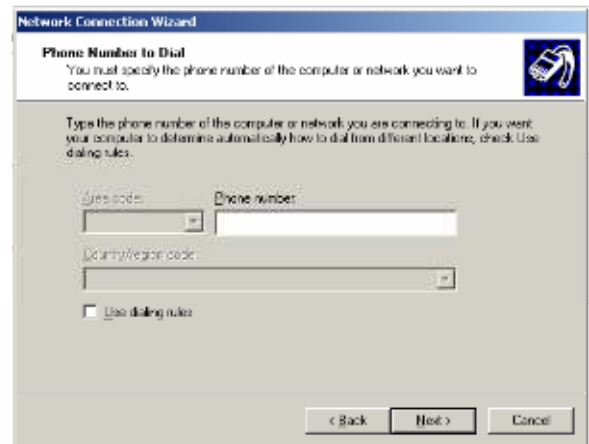 Network Connection Wizard
Phone Number to Dial
You must specify the phone number of the computer or network you want to
connect to.
Type the phone number of the computer or network you are connecting to. If you want
your computer to determine automatically how to dial from different locations, check Use
dialing rules.
Area code: Phone number:
Country/region code:
Use dialing rules
< Back Next > Cancel